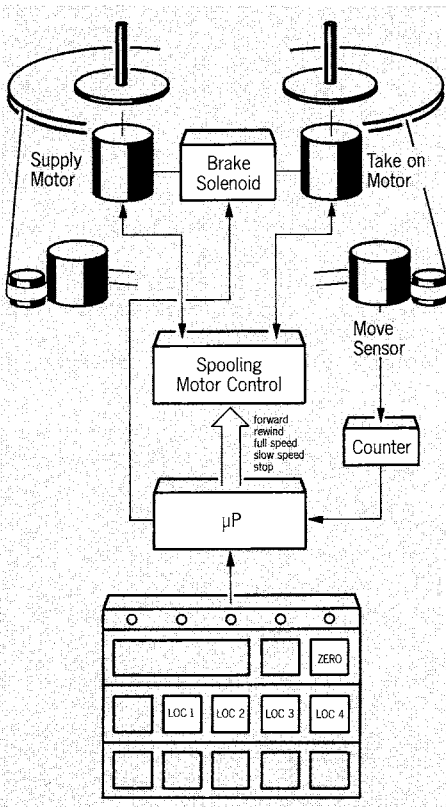 Supply
Motor
Brake
Solenoid
Take on
Motor
Move
Sensor
Spooling
Motor Control
forward
rewind
full speed
slow speed
stop
Counter
µP
ZERO
LOC 1 LOC 2 LOC 3 LOC 4